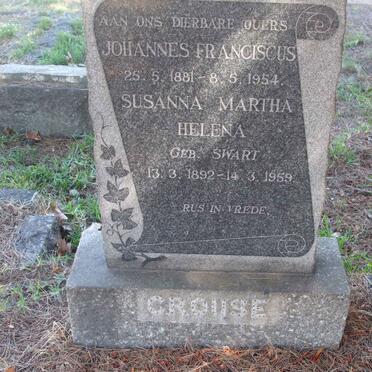 AAN ONS DIERBARE OUERS
JOHANNES FRANCISCUS
25. 5. 1881 - 8. 5. 1954.
SUSANNA MARTHA
HELENA
GEB. SWART
13. 3. 1892 - 14. 3. 1959.
RUS IN VREDE.
CROUSE